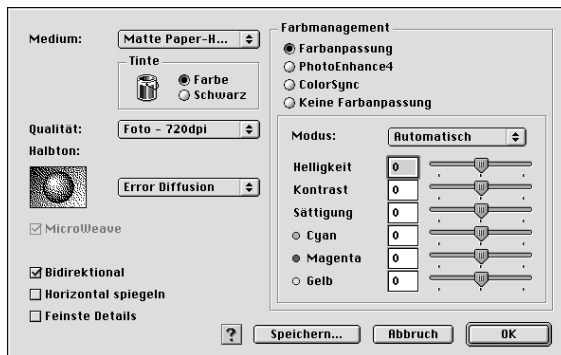 Medium:
Matte Paper-H...
Tinte
Farbe
Schwarz
Qualität:
Foto - 720dpi
Halbton:
Error Diffusion
MicroWeave
Bidirektional
Horizontal spiegeln
Feinste Details
Farbmanagement
Farbanpassung
PhotoEnhance4
ColorSync
Keine Farbanpassung
Modus:
Automatisch
Helligkeit 0
Kontrast 0
Sättigung 0
Cyan 0
Magenta 0
Gelb 0
? Speichern... Abbruch OK